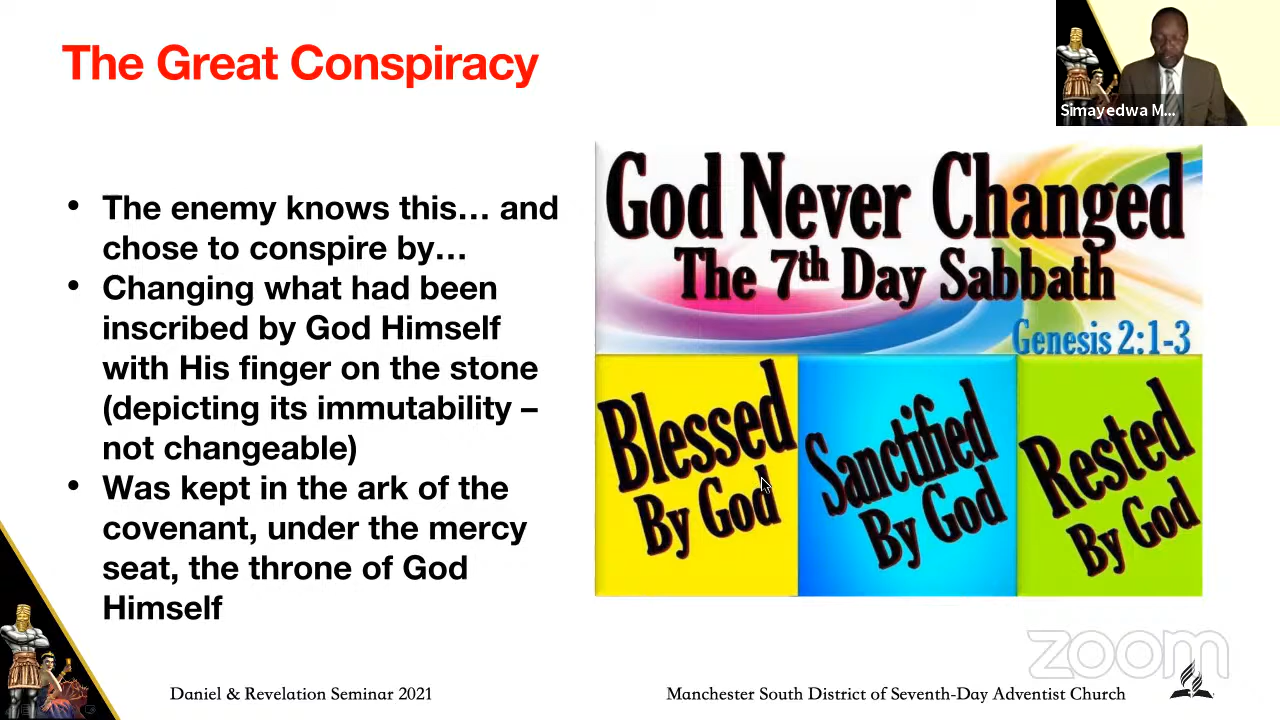 The Great Conspiracy
Simayedwa M...
• The enemy knows this… and
chose to conspire by…
• Changing what had been
inscribed by God Himself
with His finger on the stone
(depicting its immutability –
not changeable)
• Was kept in the ark of the
covenant, under the mercy
seat, the throne of God
Himself
God Never Changed
The 7th Day Sabbath
Genesis 2:1-3
Blessed
By God
Sanctified
By God
Rested
By God
zoom
Daniel & Revelation Seminar 2021
Manchester South District of Seventh-Day Adventist Church